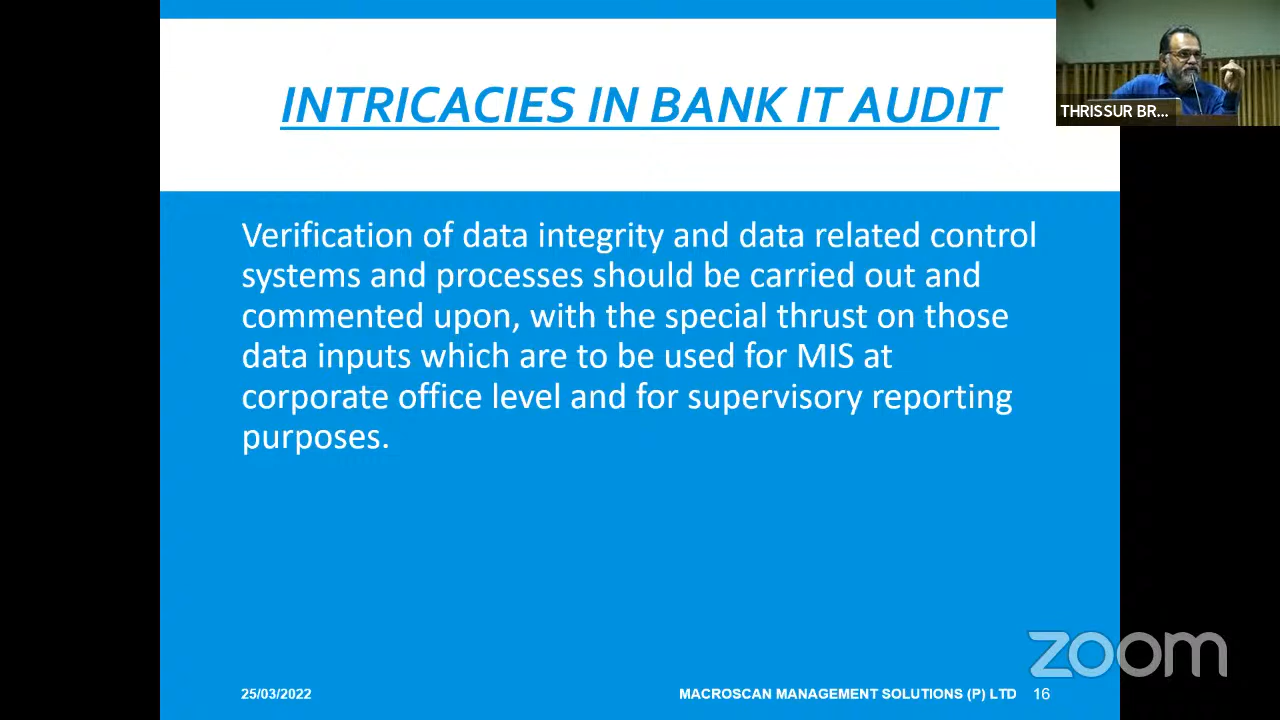 INTRICACIES IN BANK IT AUDIT
THRISSUR BR...
Verification of data integrity and data related control
systems and processes should be carried out and
commented upon, with the special thrust on those
data inputs which are to be used for MIS at
corporate office level and for supervisory reporting
purposes.
zoom
25/03/2022 MACROSCAN MANAGEMENT SOLUTIONS (P) LTD 16